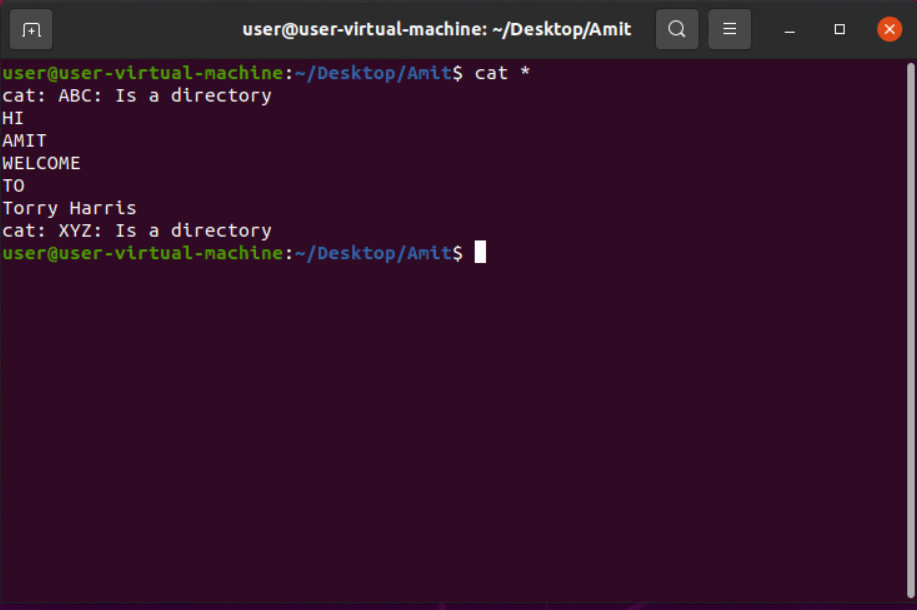 user@user-virtual-machine: ~/Desktop/Amit
user@user-virtual-machine:~/Desktop/Amit$ cat *
cat: ABC: Is a directory
HI
AMIT
WELCOME
TO
Torry Harris
cat: XYZ: Is a directory
user@user-virtual-machine:~/Desktop/Amit$